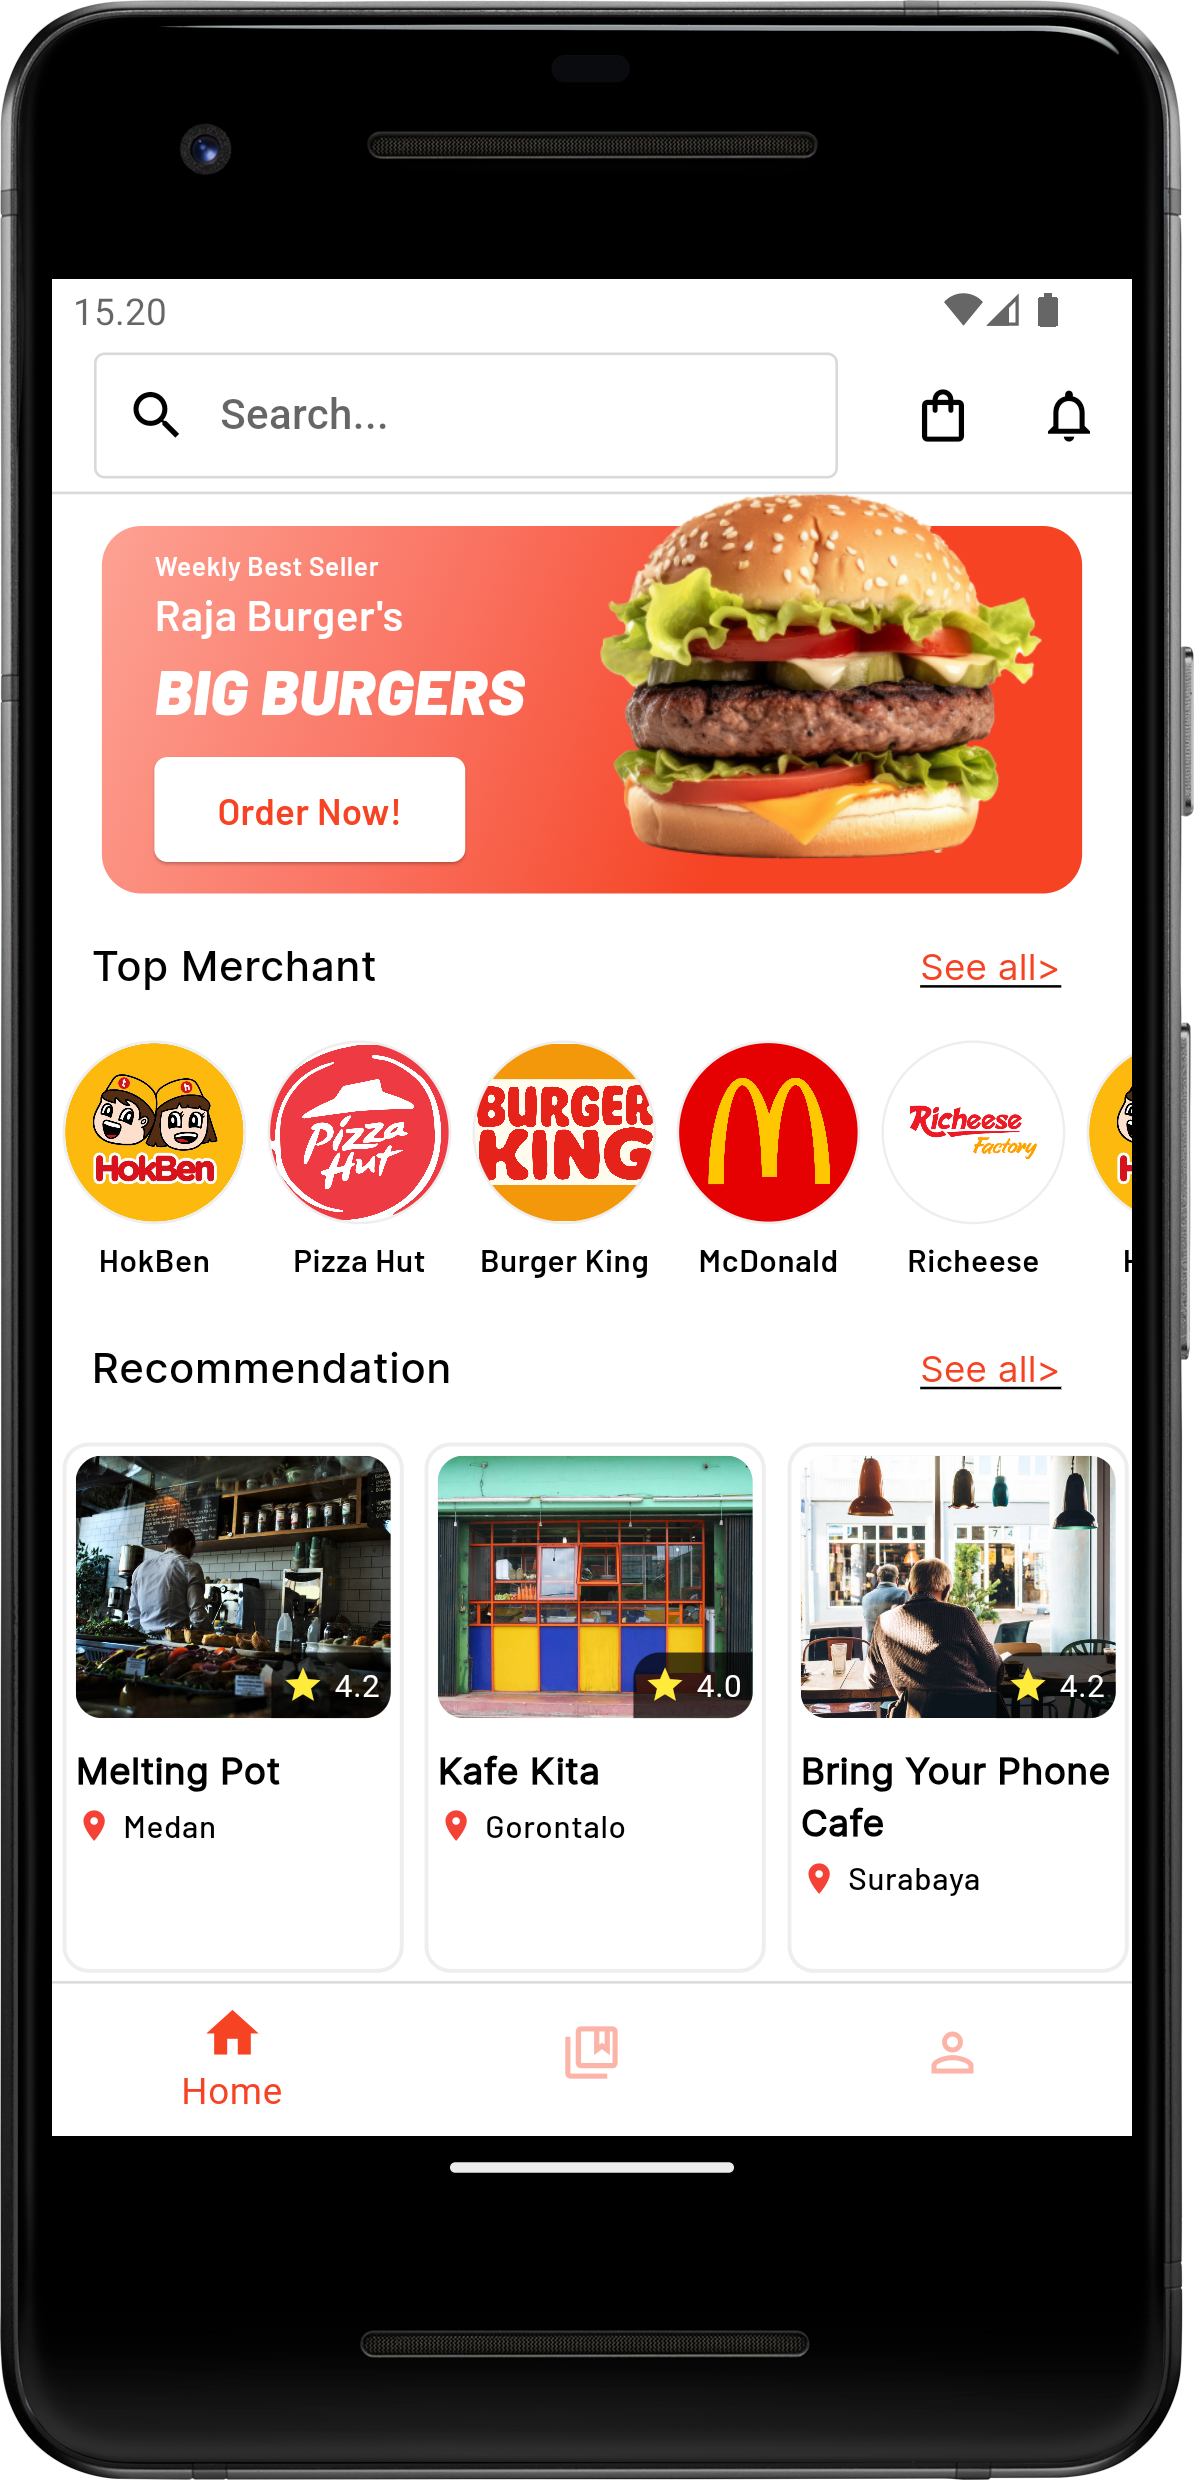 15.20
Search...
Weekly Best Seller
Raja Burger's
BIG BURGERS
Order Now!
Top Merchant
See all>
HokBen
Pizza
Hut
BURGER
KING
Richeese
Factory
HokBen
Pizza Hut
Burger King
McDonald
Richeese
Recommendation
See all>
4.2
4.0
4.2
Melting Pot
Kafe Kita
Bring Your Phone
Cafe
Medan
Gorontalo
Surabaya
Home